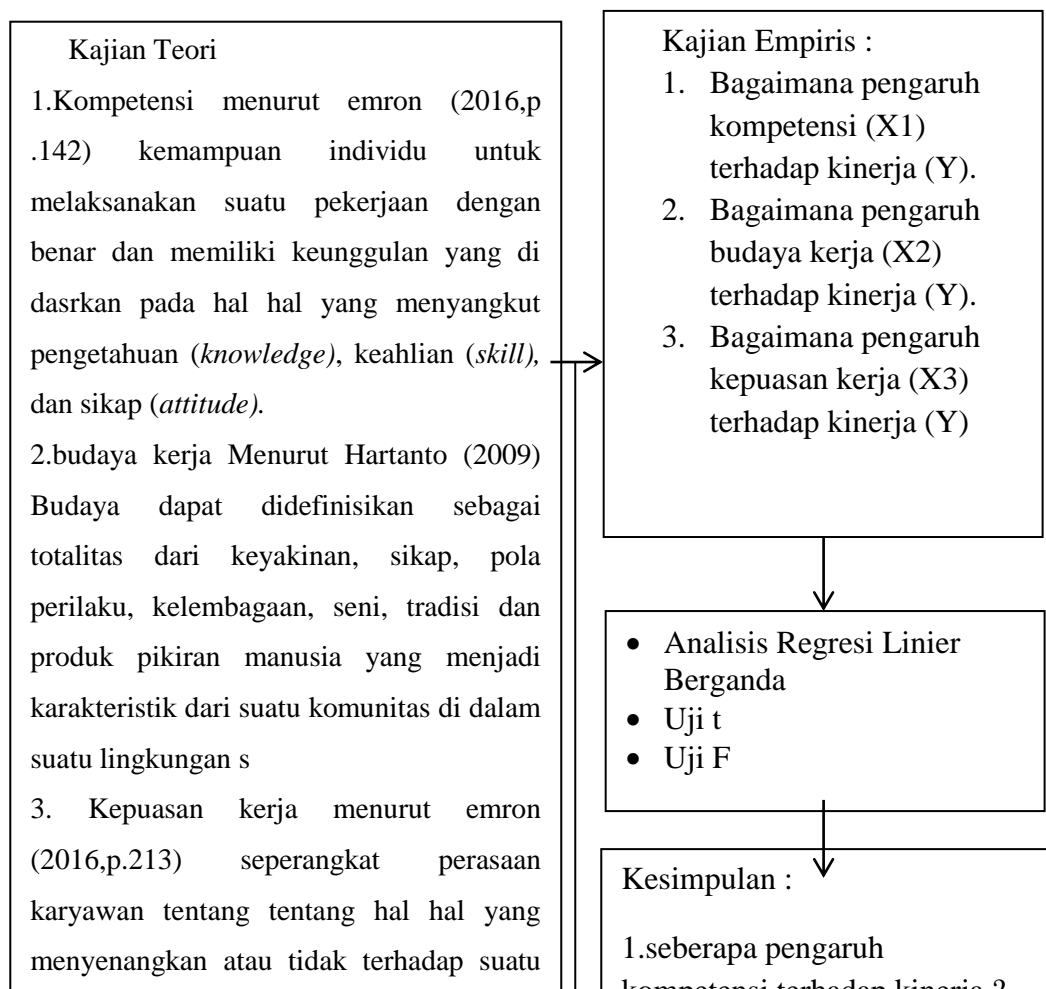 Kajian Teori
1.Kompetensi menurut emron (2016,p
.142) kemampuan individu untuk
melaksanakan suatu pekerjaan dengan
benar dan memiliki keunggulan yang di
dasrkan pada hal hal yang menyangkut
pengetahuan (knowledge), keahlian (skill),
dan sikap (attitude).
2.budaya kerja Menurut Hartanto (2009)
Budaya dapat didefinisikan sebagai
totalitas dari keyakinan, sikap, pola
perilaku, kelembagaan, seni, tradisi dan
produk pikiran manusia yang menjadi
karakteristik dari suatu komunitas di dalam
suatu lingkungan s
3. Kepuasan kerja menurut emron
(2016,p.213) seperangkat perasaan
karyawan tentang tentang hal hal yang
menyenangkan atau tidak terhadap suatu
Kajian Empiris :
1. Bagaimana pengaruh
kompetensi (X1)
terhadap kinerja (Y).
2. Bagaimana pengaruh
budaya kerja (X2)
terhadap kinerja (Y).
3. Bagaimana pengaruh
kepuasan kerja (X3)
terhadap kinerja (Y)
• Analisis Regresi Linier
Berganda
• Uji t
• Uji F
Kesimpulan :
1.seberapa pengaruh
kompetensi terhadap kinerja ?